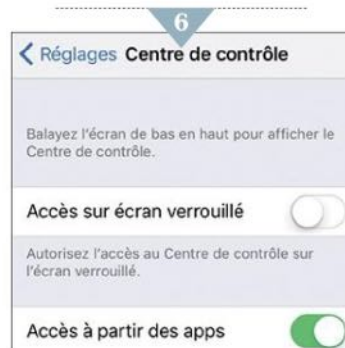 6
Réglages Centre de contrôle
Balayez l'écran de bas en haut pour afficher le
Centre de contrôle.
Accès sur écran verrouillé
Autorisez l'accès au Centre de contrôle sur
l'écran verrouillé.
Accès à partir des apps